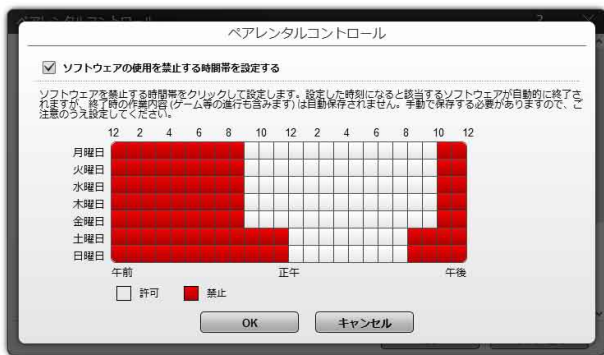 ペアレンタルコントロール
ソフトウェアの使用を禁止する時間帯を設定する
ソフトウェアを禁止する時間帯をクリックして設定します。設定した時刻になると該当するソフトウェアが自動的に終了さ
れますが、終了時の作業内容(ゲーム等の進行も含みます)は自動保存されません。手動で保存する必要がありますので、ご
注意のうえ設定してください。
12 2 4 6 8 10 12 2 4 6 8 10 12
月曜日
火曜日
水曜日
木曜日
金曜日
土曜日
日曜日
午前 正午 午後
許可 禁止
OK キャンセル